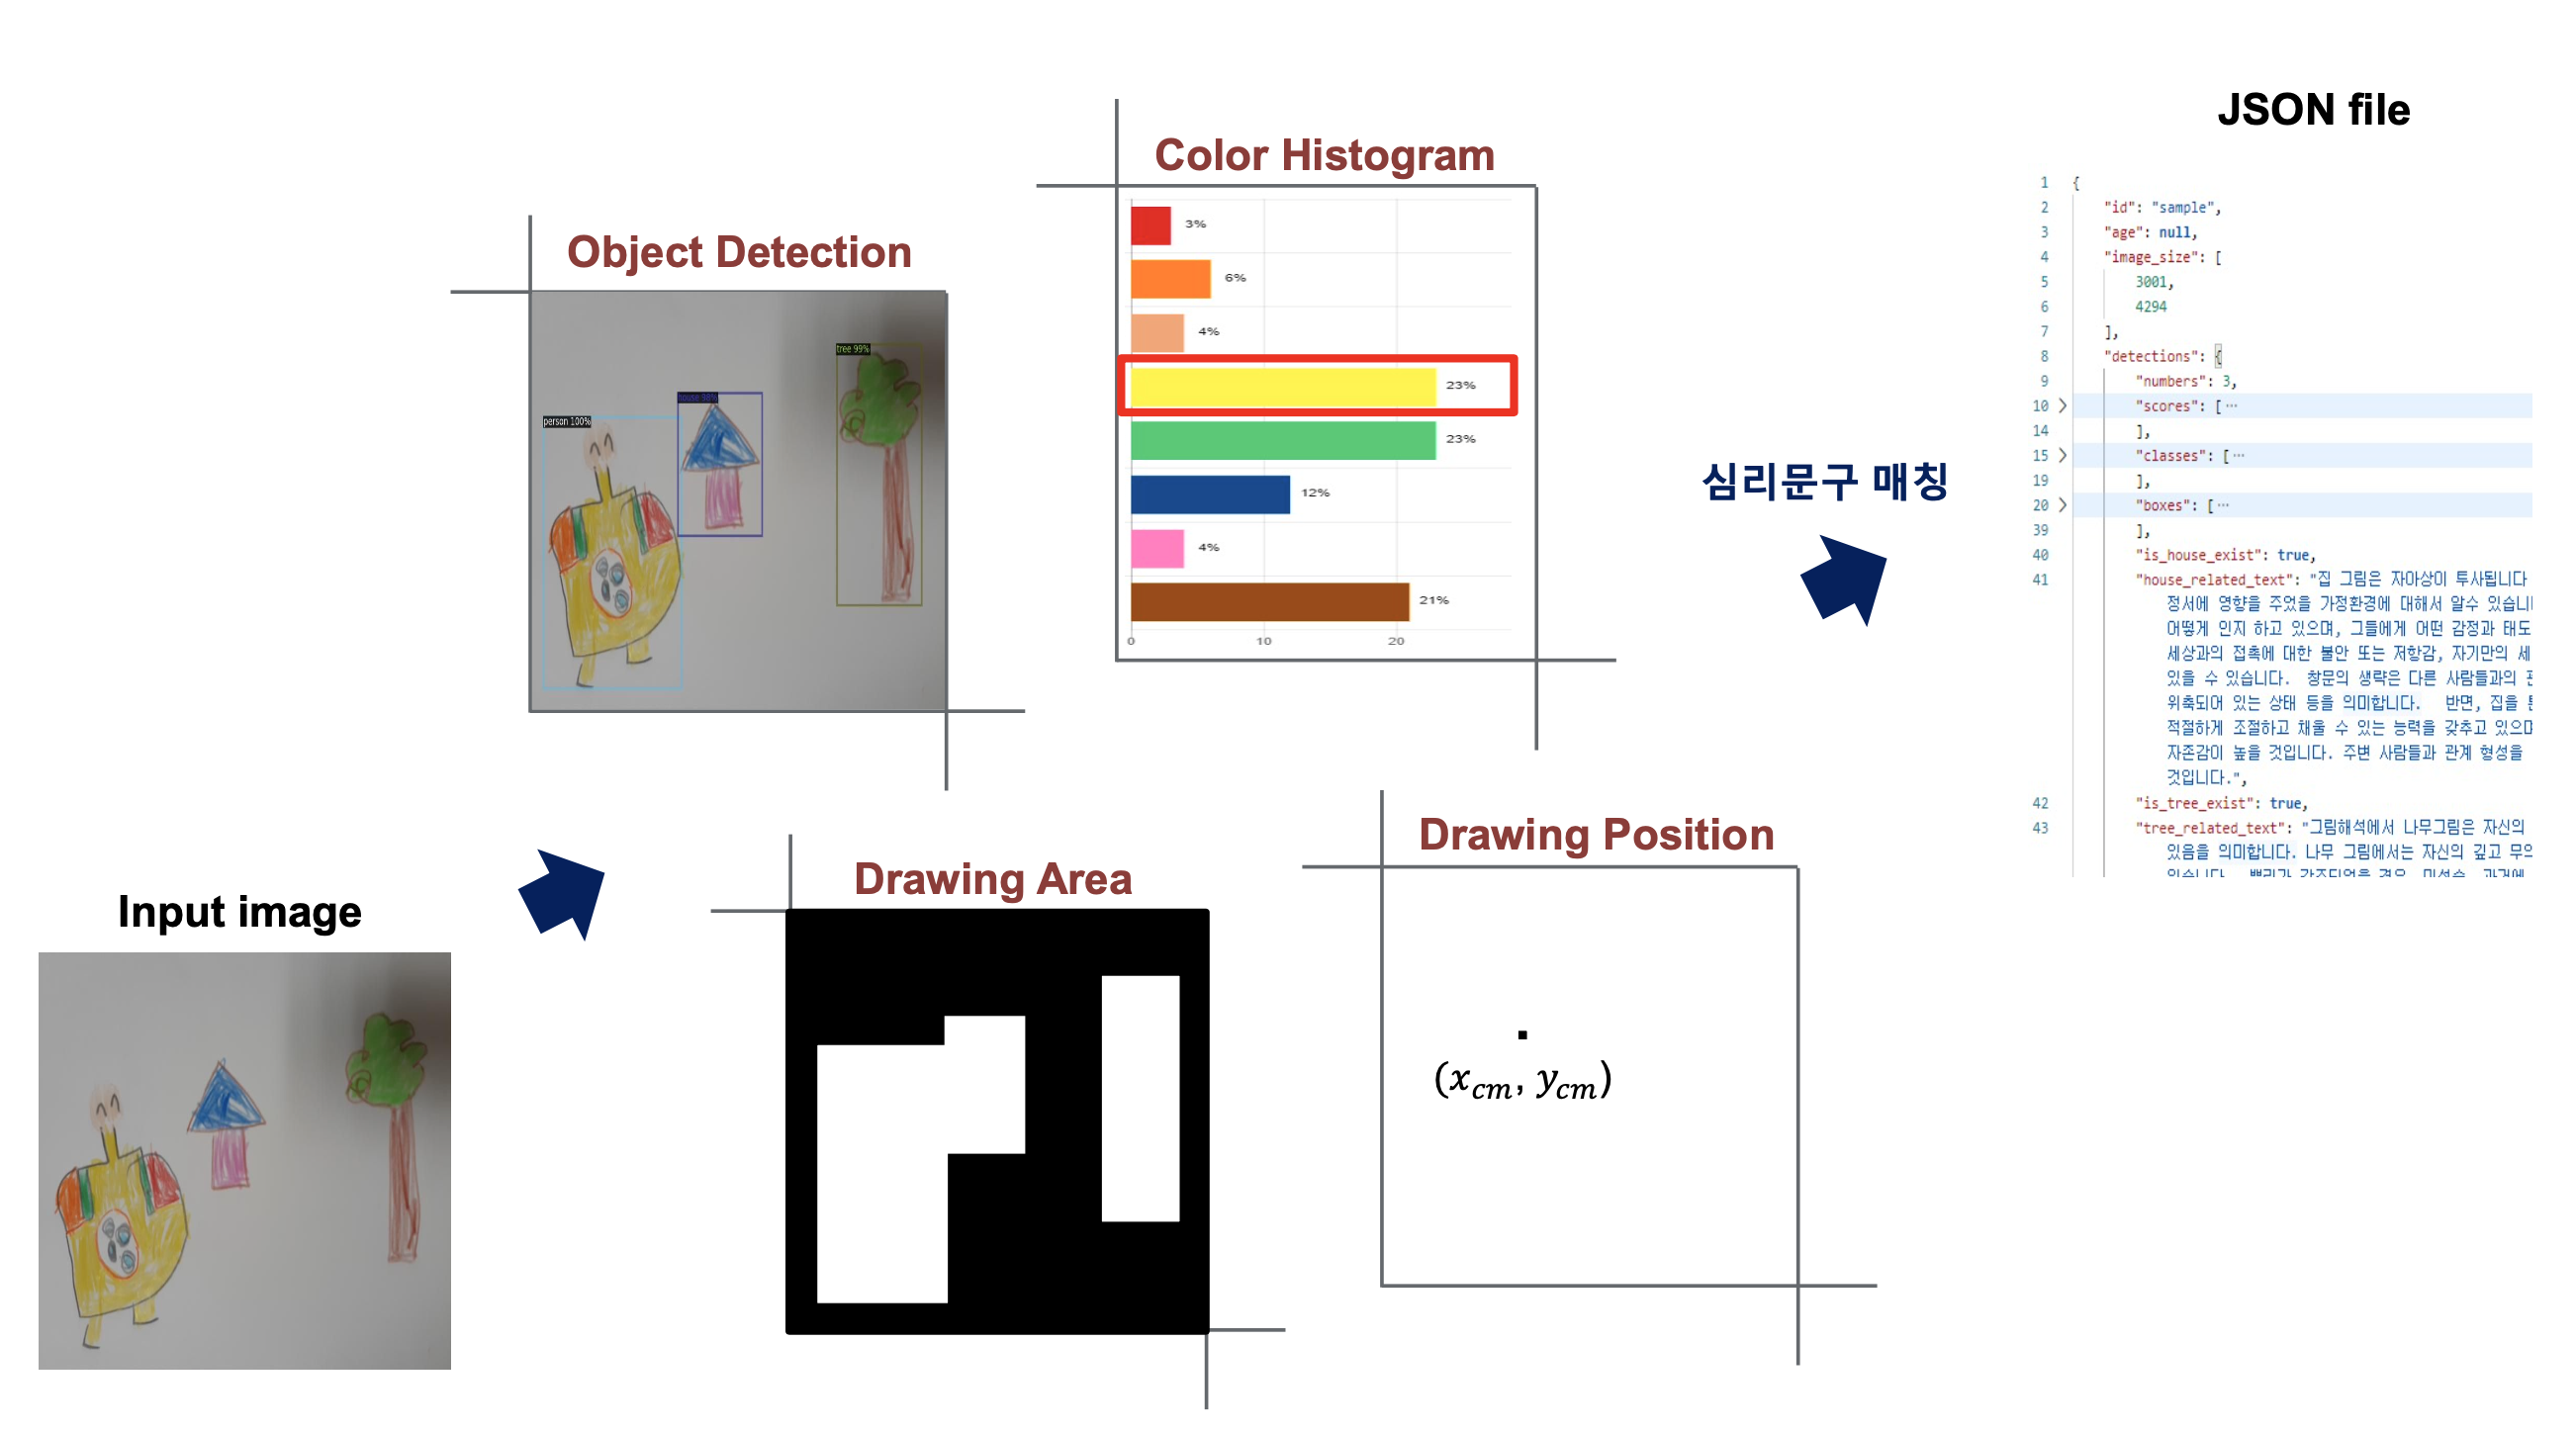 Input image
Object Detection
person 100%
house 98%
tree 99%
Color Histogram
3%
6%
4%
23%
23%
12%
4%
21%
0 10 20
Drawing Area
Drawing Position
(x_cm, y_cm)
심리문구 매칭
JSON file
1 {
2 "id": "sample",
3 "age": null,
4 "image_size": [
5 3001,
6 4294
7 ],
8 "detections": {
9 "numbers": 3,
10 "scores": [ ···
14 ],
15 "classes": [ ···
19 ],
20 "boxes": [ ···
39 ],
40 "is_house_exist": true,
41 "house_related_text": "집 그림은 자아상이 투사됩니다
정서에 영향을 주었을 가정환경에 대해서 알수 있습니
어떻게 인지 하고 있으며, 그들에게 어떤 감정과 태도
세상과의 접촉에 대한 불안 또는 저항감, 자기만의 세
있을 수 있습니다. 창문의 생략은 다른 사람들과의
위축되어 있는 상태 등을 의미합니다. 반면, 집을
적절하게 조절하고 채울 수 있는 능력을 갖추고 있으며
자존감이 높을 것입니다. 주변 사람들과 관계 형성을
것입니다.",
42 "is_tree_exist": true,
43 "tree_related_text": "그림해석에서 나무그림은 자신의
있음을 의미합니다. 나무 그림에서는 자신의 깊고 무의